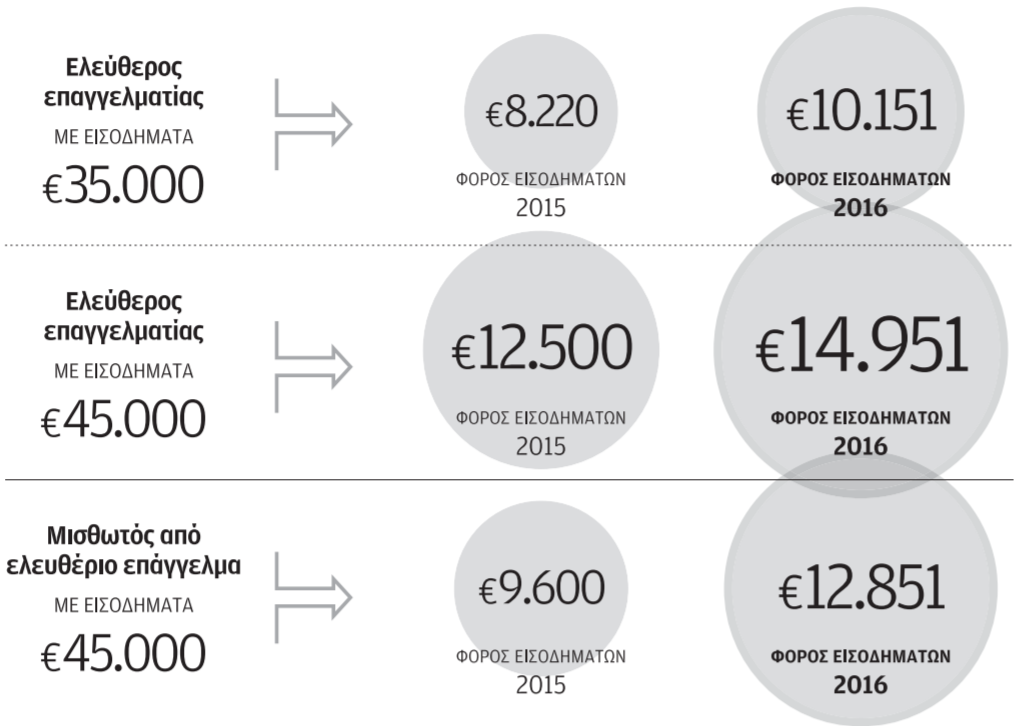 Ελεύθερος
επαγγελματίας
ΜΕ ΕΙΣΟΔΗΜΑΤΑ
€35.000
€8.220
ΦΟΡΟΣ ΕΙΣΟΔΗΜΑΤΩΝ
2015
€10.151
ΦΟΡΟΣ ΕΙΣΟΔΗΜΑΤΩΝ
2016
Ελεύθερος
επαγγελματίας
ΜΕ ΕΙΣΟΔΗΜΑΤΑ
€45.000
€12.500
ΦΟΡΟΣ ΕΙΣΟΔΗΜΑΤΩΝ
2015
€14.951
ΦΟΡΟΣ ΕΙΣΟΔΗΜΑΤΩΝ
2016
Μισθωτός από
ελευθέριο επάγγελμα
ΜΕ ΕΙΣΟΔΗΜΑΤΑ
€45.000
€9.600
ΦΟΡΟΣ ΕΙΣΟΔΗΜΑΤΩΝ
2015
€12.851
ΦΟΡΟΣ ΕΙΣΟΔΗΜΑΤΩΝ
2016